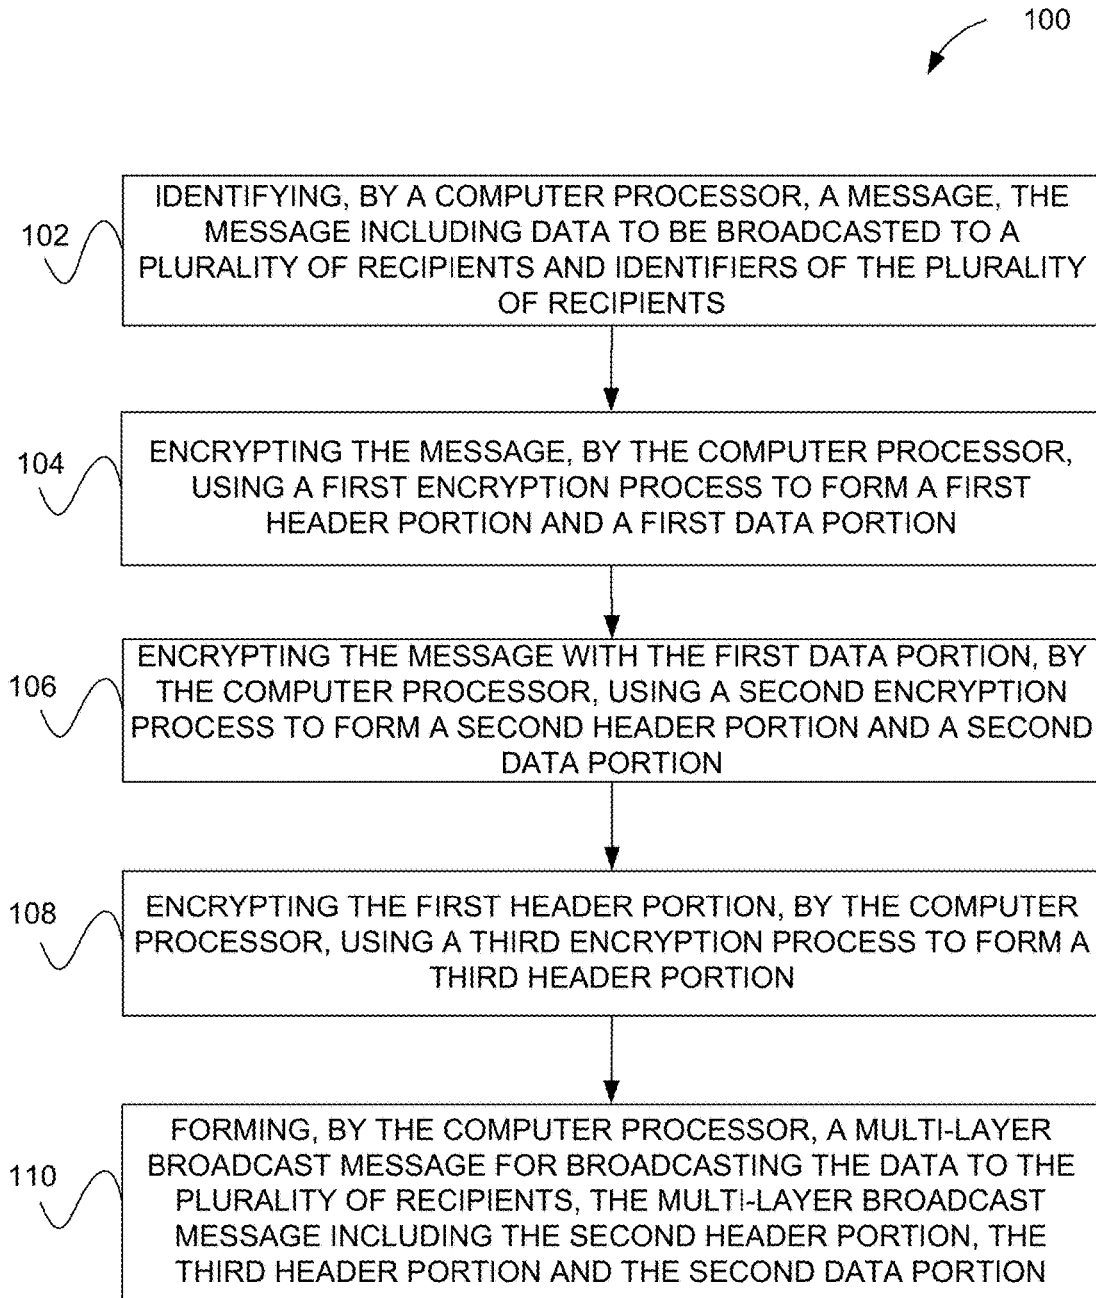 100
102
IDENTIFYING, BY A COMPUTER PROCESSOR, A MESSAGE, THE
MESSAGE INCLUDING DATA TO BE BROADCASTED TO A
PLURALITY OF RECIPIENTS AND IDENTIFIERS OF THE PLURALITY
OF RECIPIENTS
104
ENCRYPTING THE MESSAGE, BY THE COMPUTER PROCESSOR,
USING A FIRST ENCRYPTION PROCESS TO FORM A FIRST
HEADER PORTION AND A FIRST DATA PORTION
106
ENCRYPTING THE MESSAGE WITH THE FIRST DATA PORTION, BY
THE COMPUTER PROCESSOR, USING A SECOND ENCRYPTION
PROCESS TO FORM A SECOND HEADER PORTION AND A SECOND
DATA PORTION
108
ENCRYPTING THE FIRST HEADER PORTION, BY THE COMPUTER
PROCESSOR, USING A THIRD ENCRYPTION PROCESS TO FORM A
THIRD HEADER PORTION
110
FORMING, BY THE COMPUTER PROCESSOR, A MULTI-LAYER
BROADCAST MESSAGE FOR BROADCASTING THE DATA TO THE
PLURALITY OF RECIPIENTS, THE MULTI-LAYER BROADCAST
MESSAGE INCLUDING THE SECOND HEADER PORTION, THE
THIRD HEADER PORTION AND THE SECOND DATA PORTION